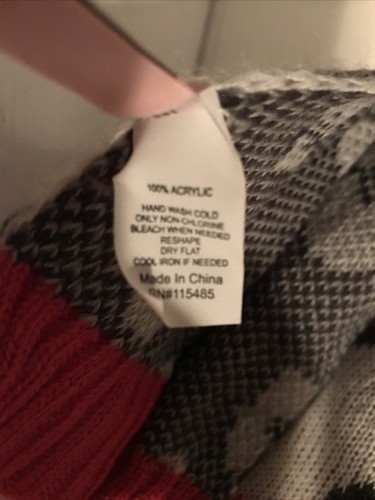 100% ACRYLIC
HAND WASH COLD
ONLY NON-CHLORINE
BLEACH WHEN NEEDED
RESHAPE
DRY FLAT
COOL IRON IF NEEDED
Made In China
RN#115485